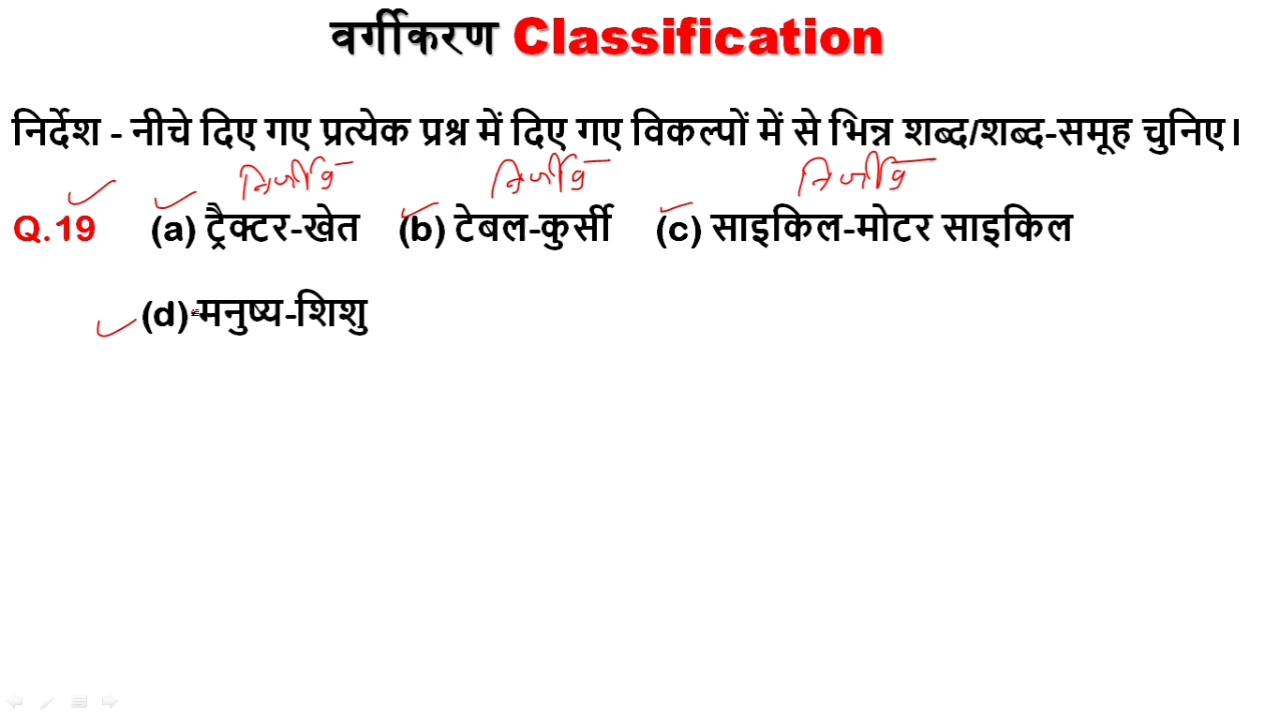 वर्गीकरण Classification
निर्देश - नीचे दिए गए प्रत्येक प्रश्न में दिए गए विकल्पों में से भिन्न शब्द/शब्द-समूह चुनिए।
निर्जीव निर्जीव निर्जीव
Q.19 (a) ट्रैक्टर-खेत (b) टेबल-कुर्सी (c) साइकिल-मोटर साइकिल
(d) मनुष्य-शिशु